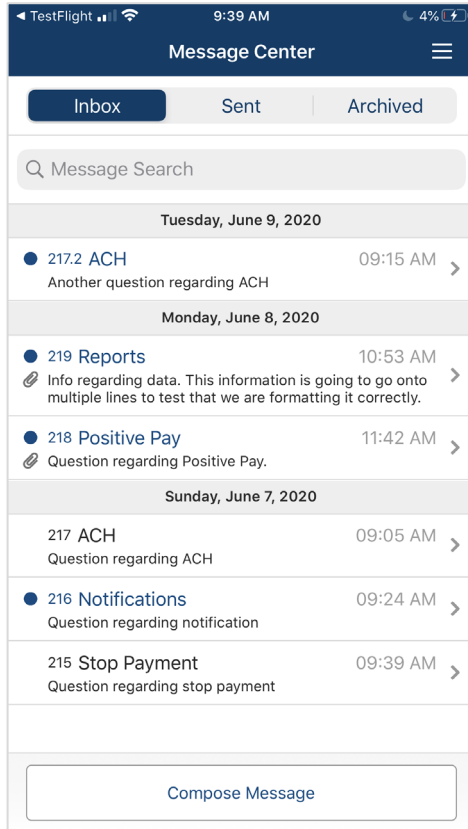 TestFlight
9:39 AM
4%
Message Center
Inbox
Sent
Archived
Message Search
Tuesday, June 9, 2020
217.2 ACH
09:15 AM
Another question regarding ACH
Monday, June 8, 2020
219 Reports
10:53 AM
Info regarding data. This information is going to go onto
multiple lines to test that we are formatting it correctly.
218 Positive Pay
11:42 AM
Question regarding Positive Pay.
Sunday, June 7, 2020
217 ACH
09:05 AM
Question regarding ACH
216 Notifications
09:24 AM
Question regarding notification
215 Stop Payment
09:39 AM
Question regarding stop payment
Compose Message